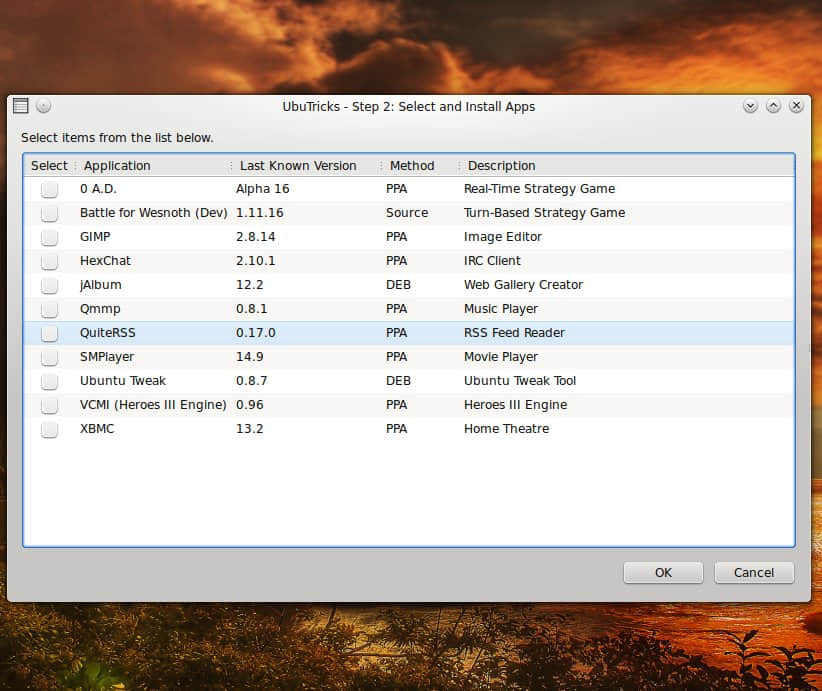 UbuTricks - Step 2: Select and Install Apps
Select items from the list below.
Select Application Last Known Version Method Description
0 A.D. Alpha 16 PPA Real-Time Strategy Game
Battle for Wesnoth (Dev) 1.11.16 Source Turn-Based Strategy Game
GIMP 2.8.14 PPA Image Editor
HexChat 2.10.1 PPA IRC Client
jAlbum 12.2 DEB Web Gallery Creator
Qmmp 0.8.1 PPA Music Player
QuiteRSS 0.17.0 PPA RSS Feed Reader
SMPlayer 14.9 PPA Movie Player
Ubuntu Tweak 0.8.7 DEB Ubuntu Tweak Tool
VCMI (Heroes III Engine) 0.96 PPA Heroes III Engine
XBMC 13.2 PPA Home Theatre
OK Cancel